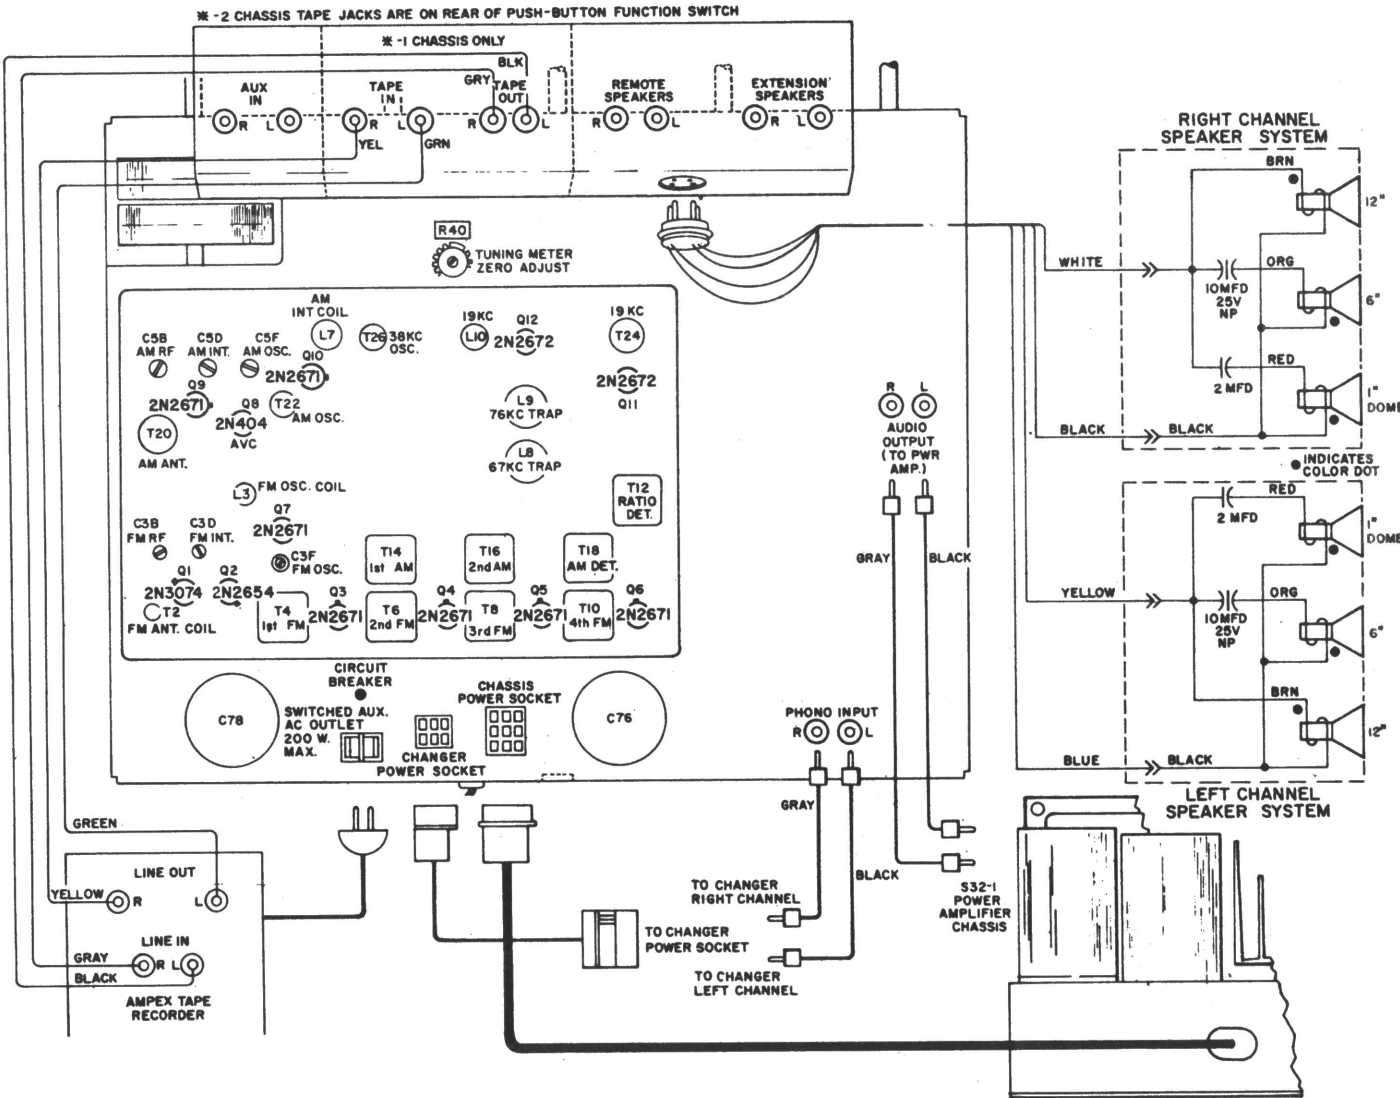 ※ -2 CHASSIS TAPE JACKS ARE ON REAR OF PUSH-BUTTON FUNCTION SWITCH
※ -1 CHASSIS ONLY
BLK
GRY
AUX
IN
R L
TAPE
IN
R L
YEL
GRN
TAPE
OUT
R L
REMOTE
SPEAKERS
R L
EXTENSION
SPEAKERS
R L
R40
TUNING METER
ZERO ADJUST
AM
INT COIL
L7
T26
38KC
OSC.
19KC
L10
Q12
2N2672
19 KC
T24
C5B
AM RF
C5D
AM INT.
C5F
AM OSC.
Q10
2N2671
Q9
2N2671
Q8
2N404
AVC
T22
AM OSC.
T20
AM ANT.
L9
76KC TRAP
L8
67KC TRAP
2N2672
Q11
L3
FM OSC. COIL
Q7
2N2671
T12
RATIO
DET.
C3B
FM RF
C3D
FM INT.
C3F
FM OSC.
T14
1st AM
T16
2nd AM
T18
AM DET.
Q1
2N3074
Q2
2N2654
T2
FM ANT. COIL
T4
1st FM
Q3
2N2671
T6
2nd FM
Q4
2N2671
T8
3rd FM
Q5
2N2671
T10
4th FM
Q6
2N2671
CIRCUIT
BREAKER
C78
SWITCHED AUX.
AC OUTLET
200 W.
MAX.
CHANGER
POWER SOCKET
CHASSIS
POWER SOCKET
C76
R L
AUDIO
OUTPUT
(TO PWR
AMP.)
GRAY
BLACK
PHONO INPUT
R L
GRAY
BLACK
TO CHANGER
RIGHT CHANNEL
TO CHANGER
POWER SOCKET
TO CHANGER
LEFT CHANNEL
S32-1
POWER
AMPLIFIER
CHASSIS
GREEN
LINE OUT
YELLOW
R L
LINE IN
GRAY
R L
BLACK
AMPEX TAPE
RECORDER
RIGHT CHANNEL
SPEAKER SYSTEM
BRN
12"
WHITE
ORG
10MFD
25V
NP
6"
RED
2 MFD
1"
DOME
BLACK
BLACK
INDICATES
COLOR DOT
RED
2 MFD
1"
DOME
YELLOW
ORG
10MFD
25V
NP
6"
BRN
12"
BLUE
BLACK
LEFT CHANNEL
SPEAKER SYSTEM